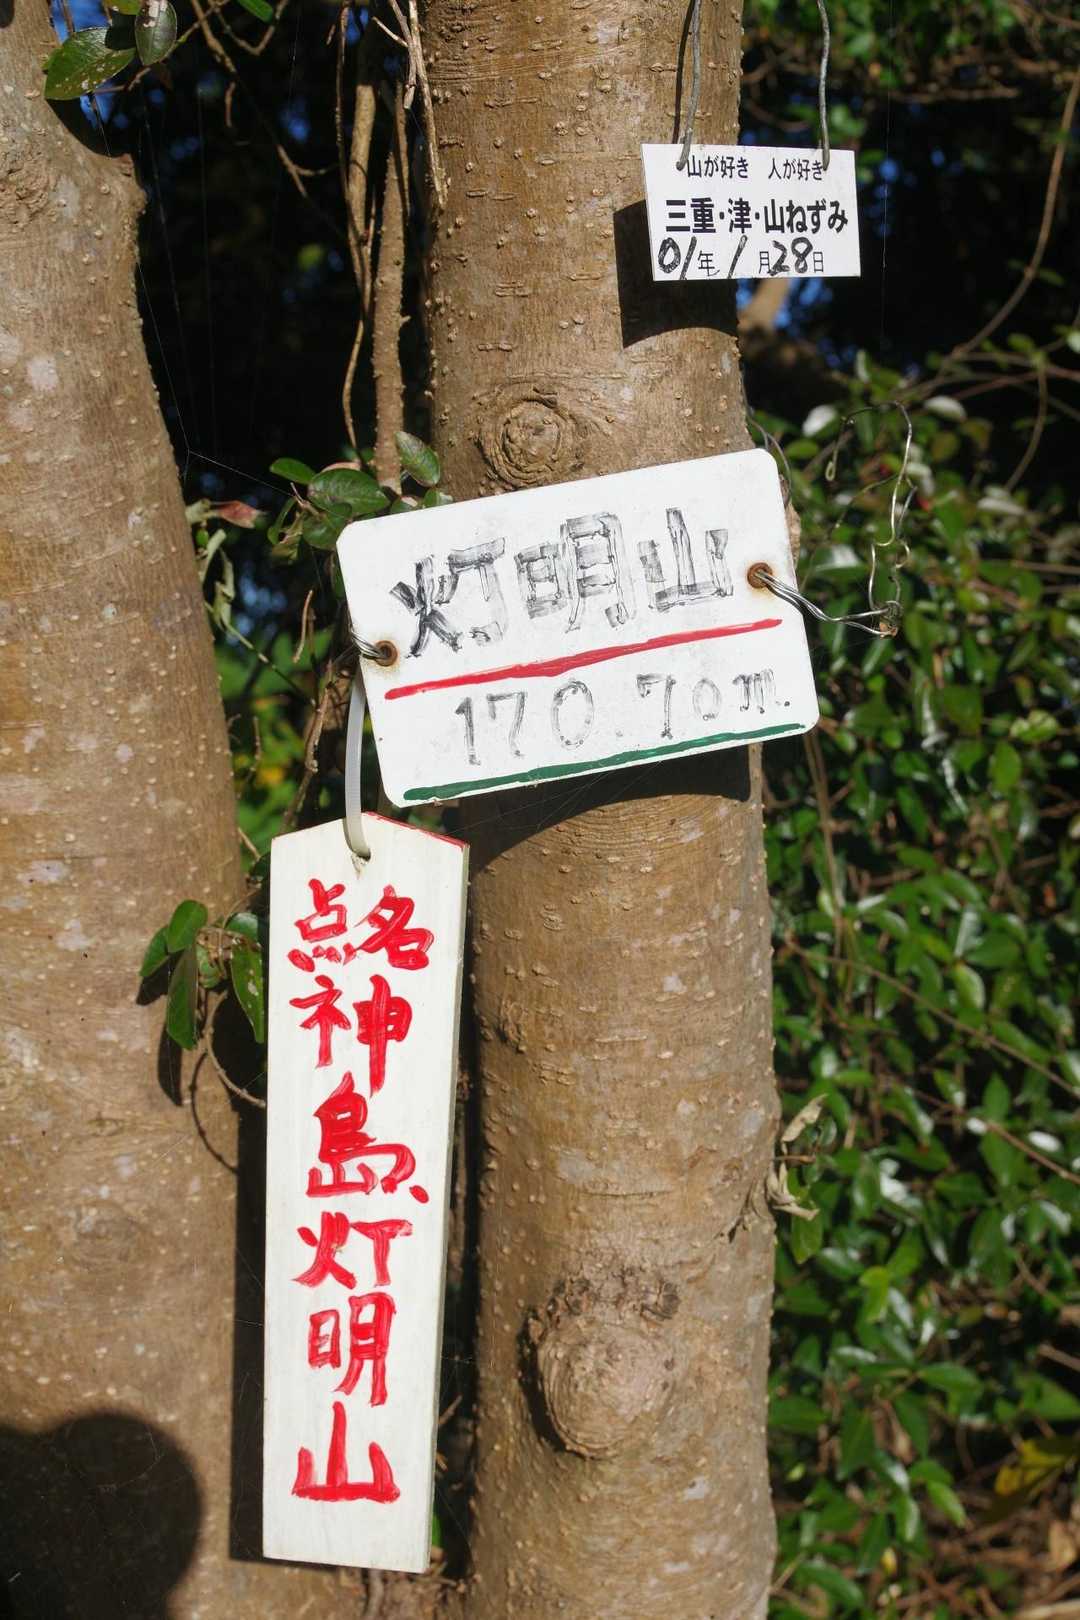 山が好き 人が好き
三重・津・山ねずみ
01年1月28日
灯明山
170.70m.
点名
神島灯明山